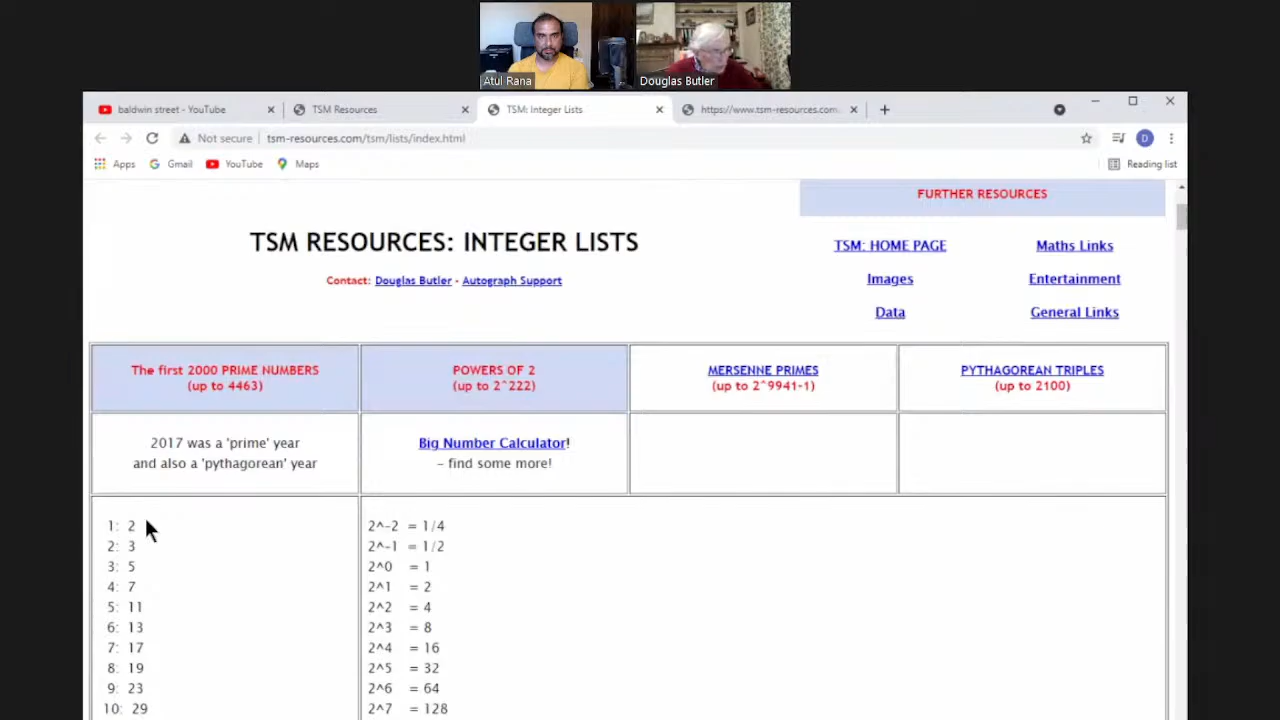 Atul Rana
Douglas Butler
baldwin street - YouTube
TSM Resources
TSM: Integer Lists
https://www.tsm-resources.com
Not secure
tsm-resources.com/tsm/lists/index.html
D
Apps
Gmail
YouTube
Maps
Reading list
FURTHER RESOURCES
TSM RESOURCES: INTEGER LISTS
Contact: Douglas Butler - Autograph Support
TSM: HOME PAGE
Maths Links
Images
Entertainment
Data
General Links
The first 2000 PRIME NUMBERS
(up to 4463)
POWERS OF 2
(up to 2^222)
MERSENNE PRIMES
(up to 2^9941-1)
PYTHAGOREAN TRIPLES
(up to 2100)
2017 was a 'prime' year
and also a 'pythagorean' year
Big Number Calculator!
– find some more!
1: 2
2: 3
3: 5
4: 7
5: 11
6: 13
7: 17
8: 19
9: 23
10: 29
2^-2 = 1/4
2^-1 = 1/2
2^0 = 1
2^1 = 2
2^2 = 4
2^3 = 8
2^4 = 16
2^5 = 32
2^6 = 64
2^7 = 128